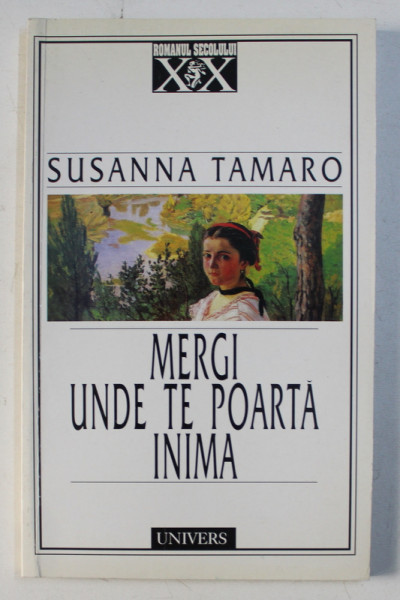 ROMANUL SECOLULUI
XX
SUSANNA TAMARO
MERGI
UNDE TE POARTĂ
INIMA
UNIVERS